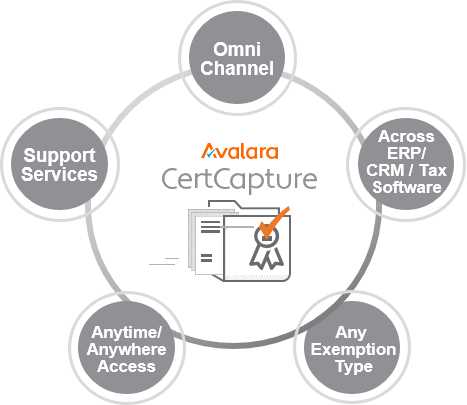 Omni
Channel
Support
Services
Across
ERP/
CRM / Tax
Software
Avalara
CertCapture
Anytime/
Anywhere
Access
Any
Exemption
Type